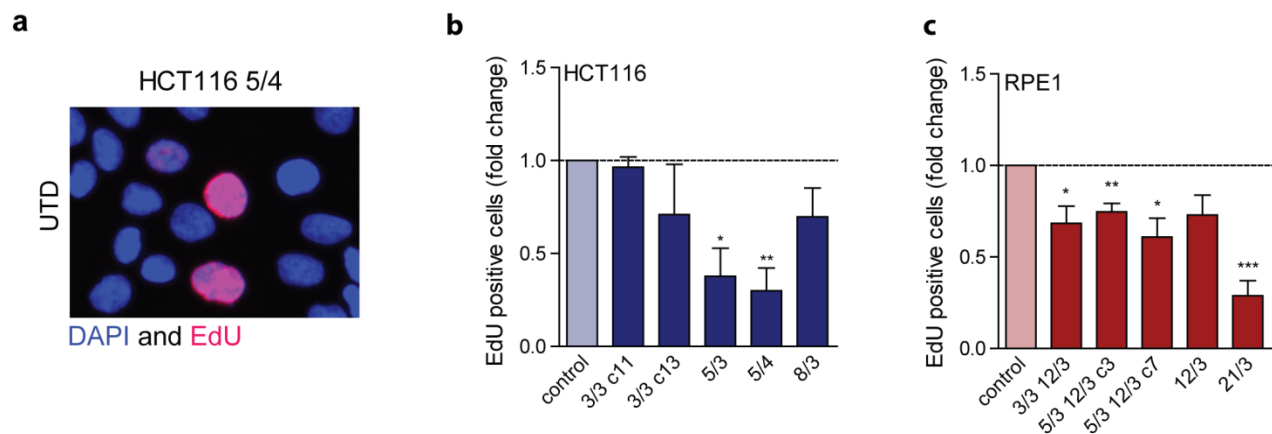 a
HCT116 5/4
UTD
DAPI and EdU
b
EdU positive cells (fold change)
1.5
1.0
0.5
0.0
HCT116
*
**
control
3/3 c11
3/3 c13
5/3
5/4
8/3
c
EdU positive cells (fold change)
1.5
1.0
0.5
0.0
RPE1
*
**
*
***
control
3/3 12/3
5/3 12/3 c3
5/3 12/3 c7
12/3
21/3